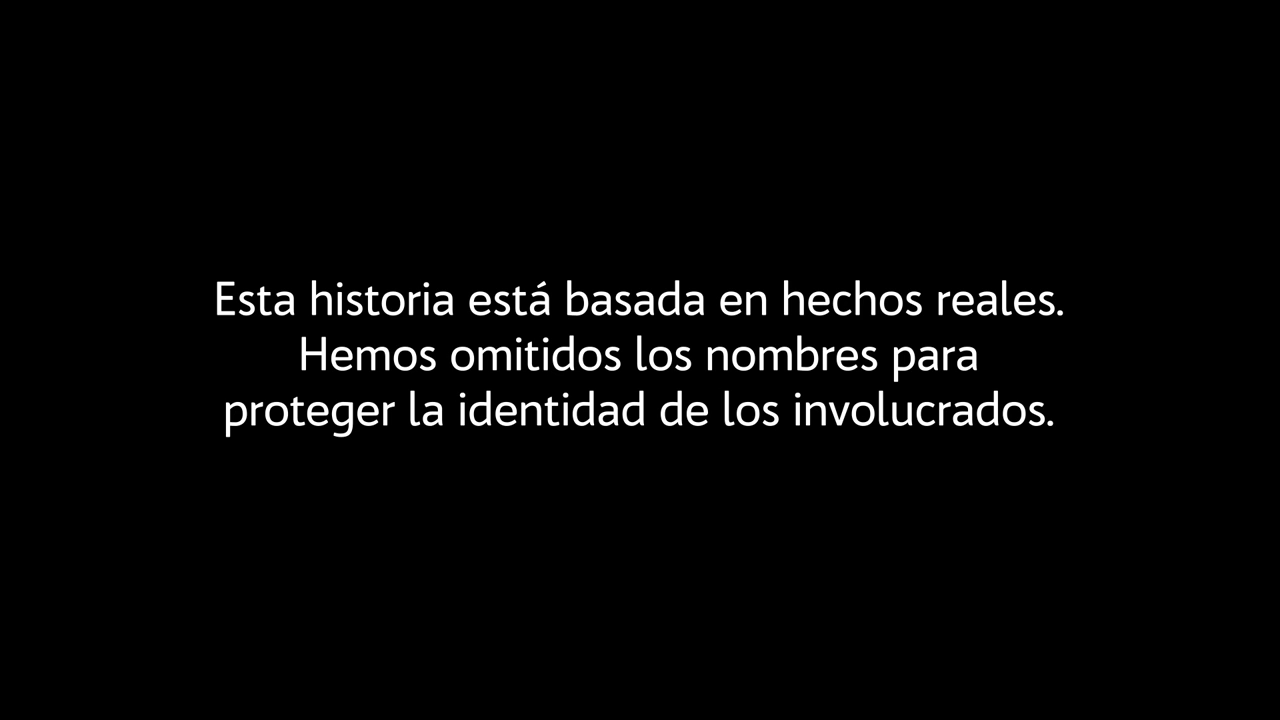 Esta historia está basada en hechos reales.
Hemos omitidos los nombres para
proteger la identidad de los involucrados.